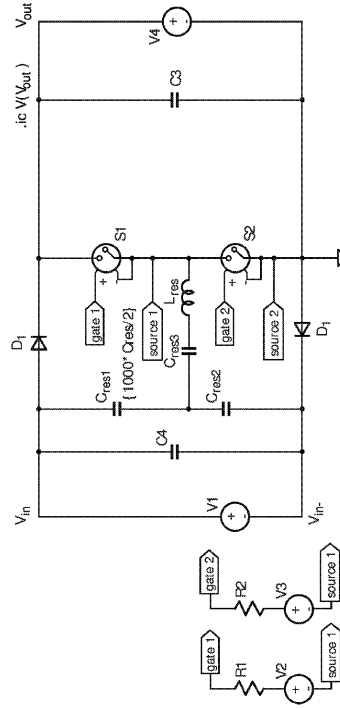 Vin
D1
.ic V(Vout)
Vout
gate 1
S1
Cres1
{1000* Cres/2}
source 1
C4
Cres3
Lres
C3
V4
gate 1
gate 2
R1
R2
V1
Cres2
gate 2
S2
V2
V3
source 2
source 1
source 1
Vin-
D1